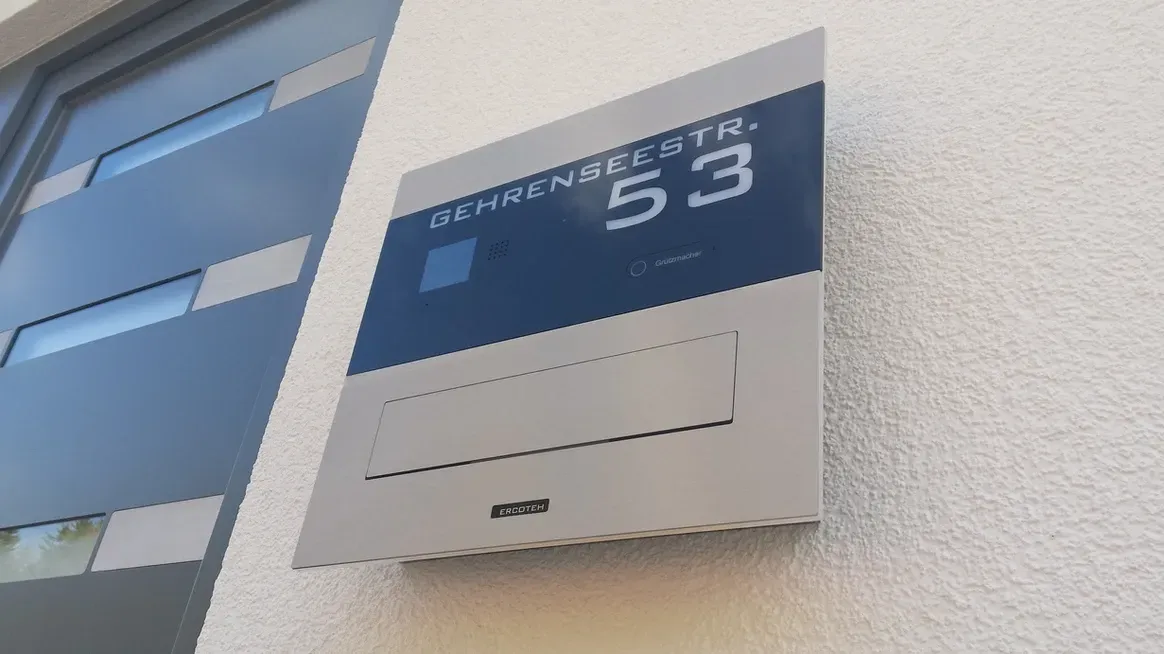 GEHRENSEESTR.
53
Grützmacher
ERCOTEH